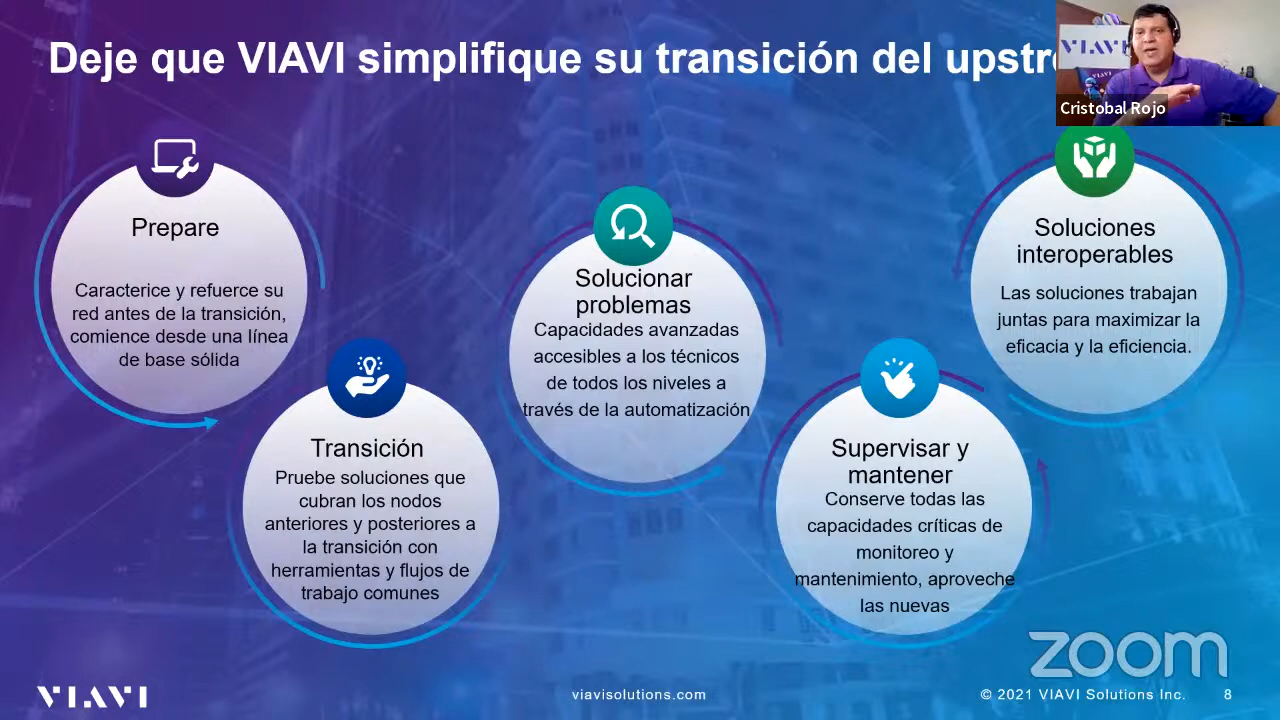 Deje que VIAVI simplifique su transición del
VIAVI
VIAVI
Cristobal Rojo
Prepare
Caracterice y refuerce su
red antes de la transición,
comience desde una línea
de base sólida
Transición
Pruebe soluciones que
cubran los nodos
anteriores y posteriores a
la transición con
herramientas y flujos de
trabajo comunes
Solucionar
problemas
Capacidades avanzadas
accesibles a los técnicos
de todos los niveles a
través de la automatización
Supervisar y
mantener
Conserve todas las
capacidades críticas de
monitoreo y
mantenimiento, aproveche
las nuevas
Soluciones
interoperables
Las soluciones trabajan
juntas para maximizar la
eficacia y la eficiencia.
zoom
VIAVI
viavisolutions.com
© 2021 VIAVI Solutions Inc.
8